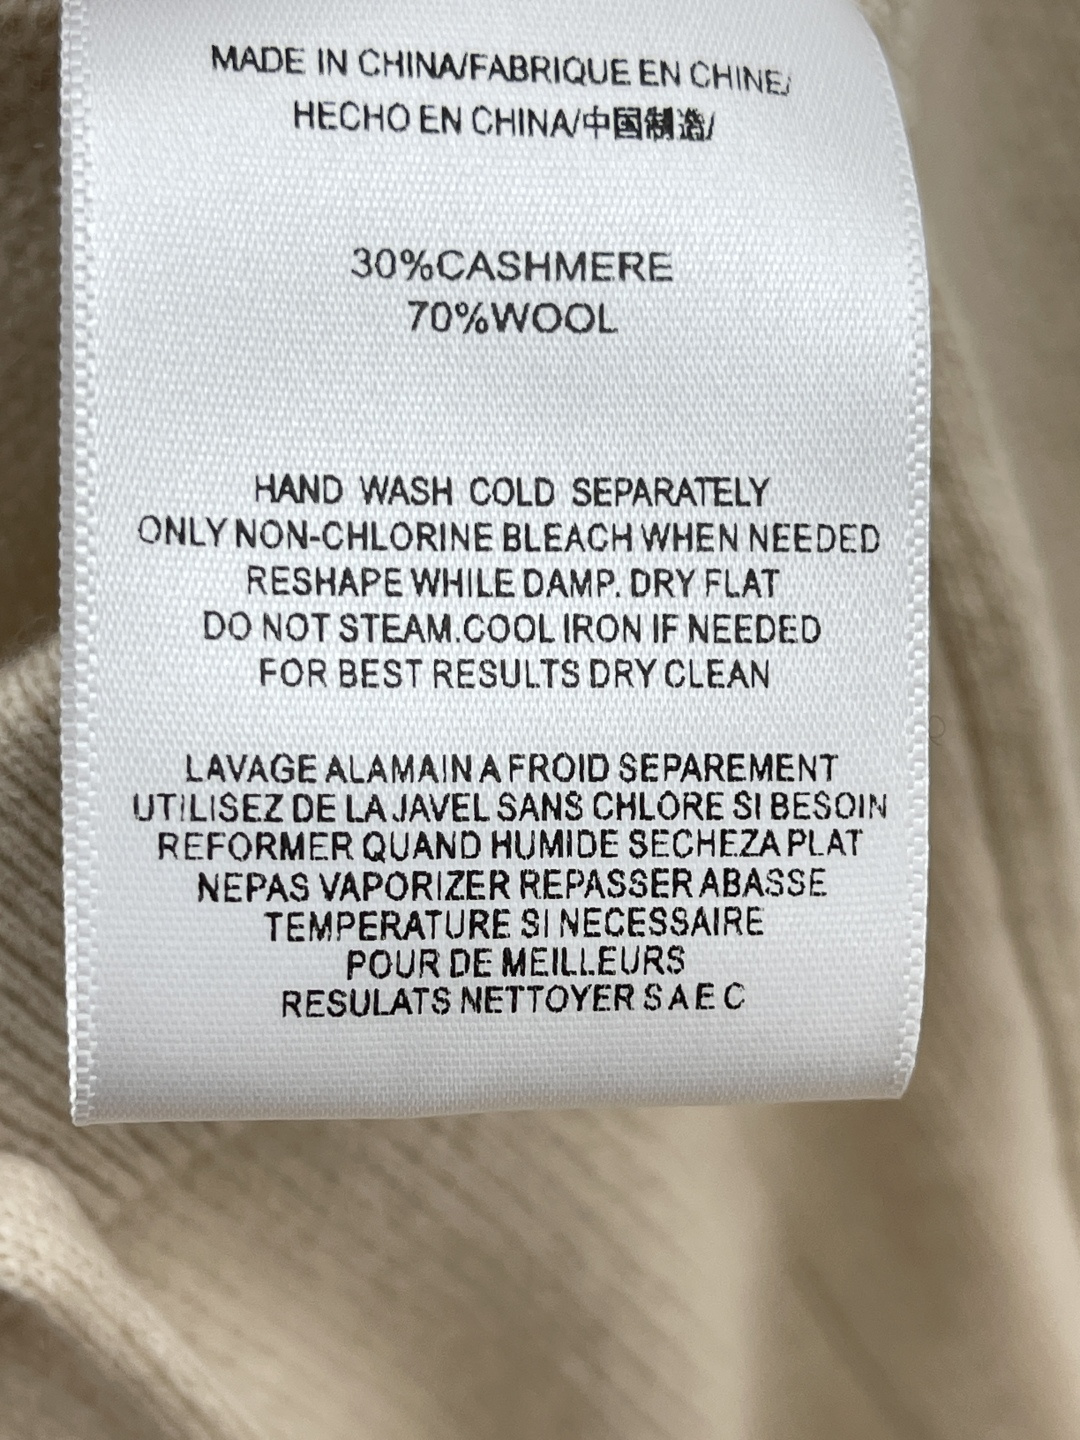 MADE IN CHINA/FABRIQUE EN CHINE/
HECHO EN CHINA/中国制造/
30%CASHMERE
70%WOOL
HAND WASH COLD SEPARATELY
ONLY NON-CHLORINE BLEACH WHEN NEEDED
RESHAPE WHILE DAMP. DRY FLAT
DO NOT STEAM.COOL IRON IF NEEDED
FOR BEST RESULTS DRY CLEAN
LAVAGE ALAMAIN A FROID SEPAREMENT
UTILISEZ DE LA JAVEL SANS CHLORE SI BESOIN
REFORMER QUAND HUMIDE SECHEZA PLAT
NEPAS VAPORIZER REPASSER ABASSE
TEMPERATURE SI NECESSAIRE
POUR DE MEILLEURS
RESULATS NETTOYER S A E C